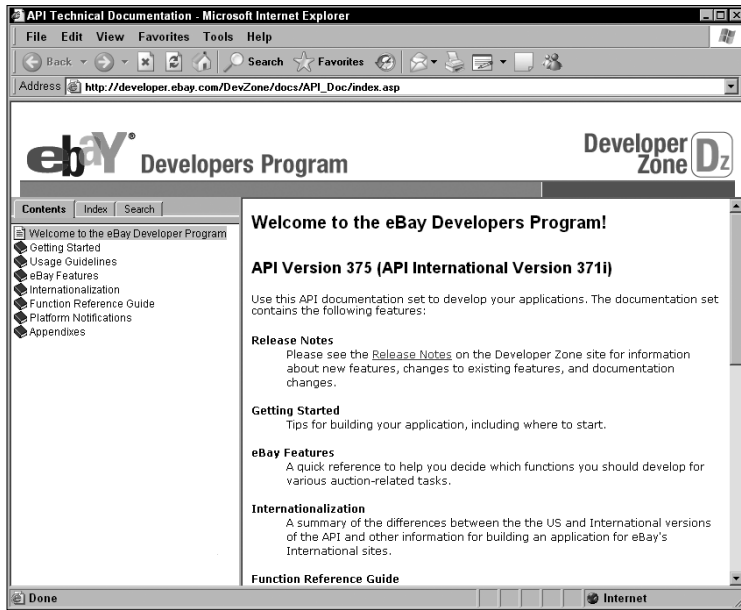 API Technical Documentation - Microsoft Internet Explorer
File Edit View Favorites Tools Help
Back Search Favorites
Address http://developer.ebay.com/DevZone/docs/API_Doc/index.asp
ebaY® Developers Program
Developer Zone Dz
Contents Index Search
Welcome to the eBay Developer Program
Getting Started
Usage Guidelines
eBay Features
Internationalization
Function Reference Guide
Platform Notifications
Appendixes
Welcome to the eBay Developers Program!
API Version 375 (API International Version 371i)
Use this API documentation set to develop your applications. The documentation set
contains the following features:
Release Notes
Please see the Release Notes on the Developer Zone site for information
about new features, changes to existing features, and documentation
changes.
Getting Started
Tips for building your application, including where to start.
eBay Features
A quick reference to help you decide which functions you should develop for
various auction-related tasks.
Internationalization
A summary of the differences between the the US and International versions
of the API and other information for building an application for eBay's
International sites.
Function Reference Guide
Done Internet